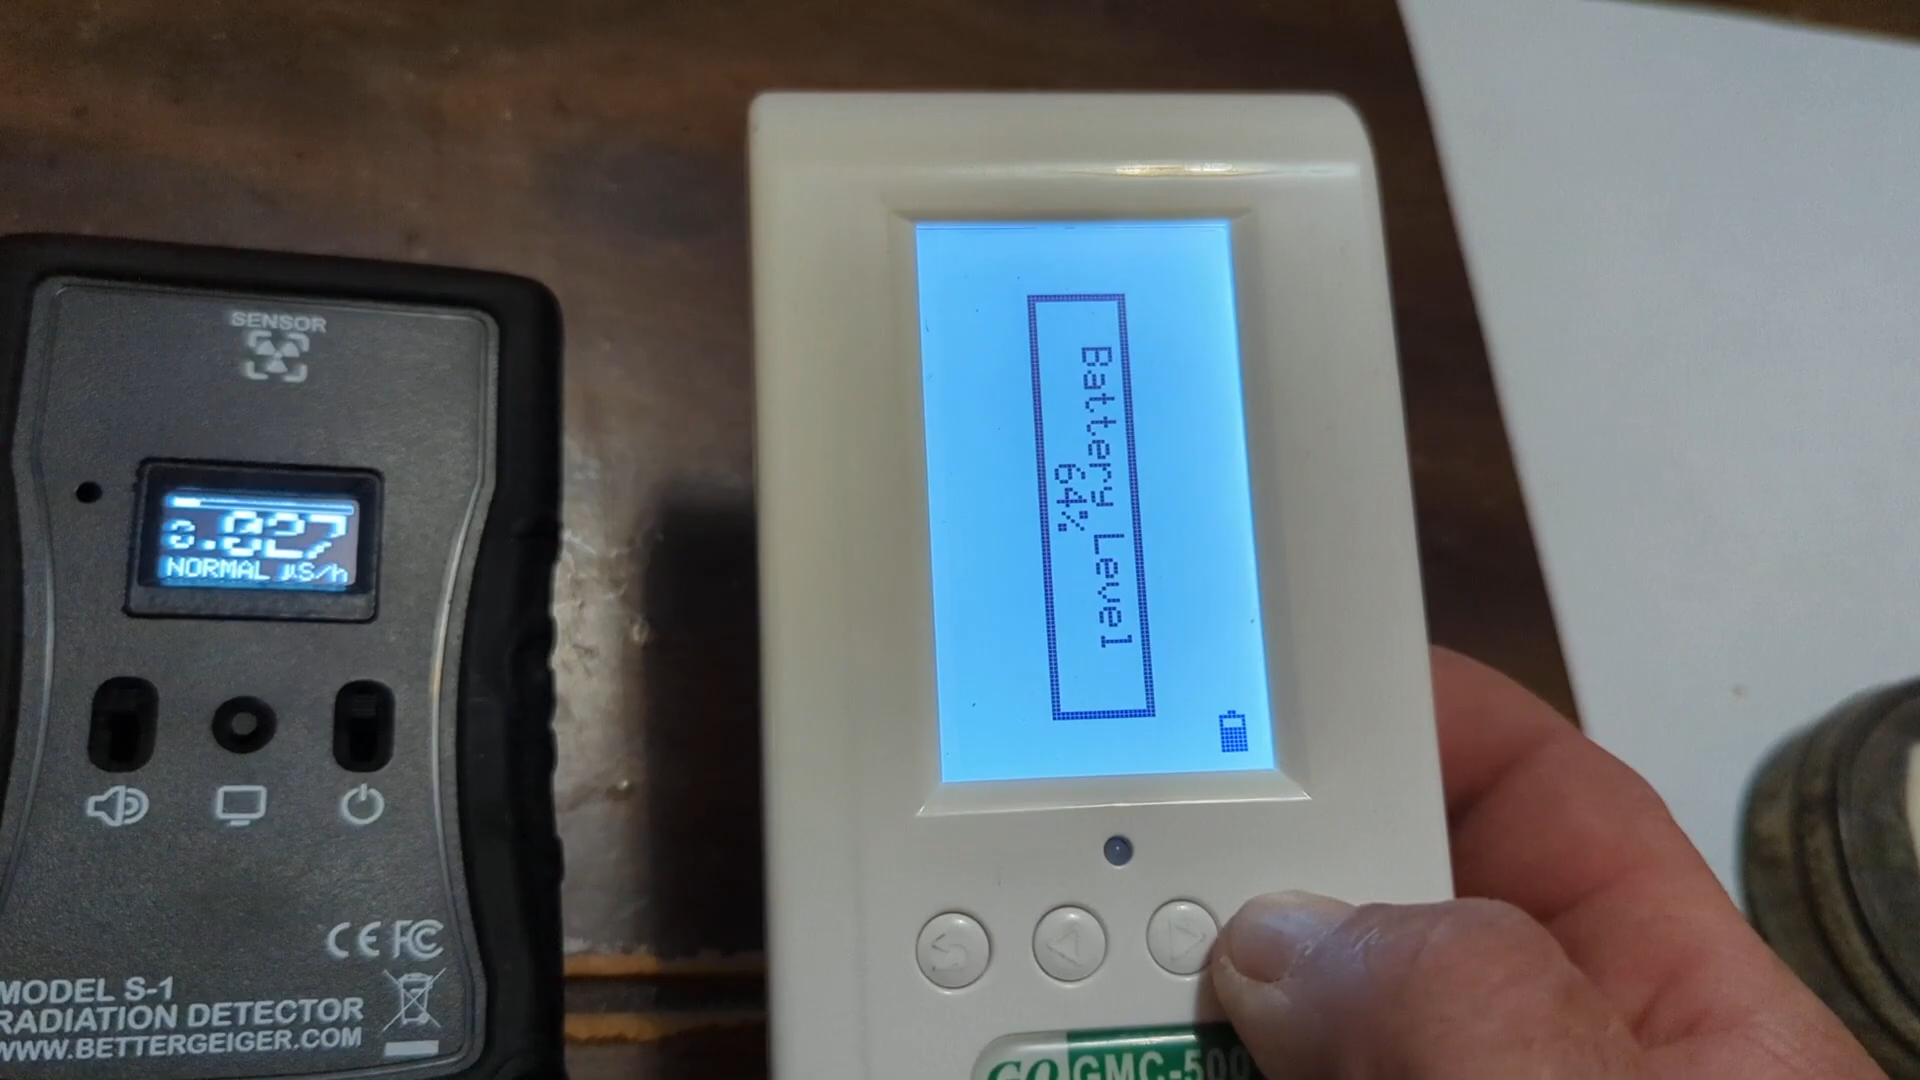 SENSOR
0.027
NORMAL µS/h
CE FC
MODEL S-1
RADIATION DETECTOR
WWW.BETTERGEIGER.COM
Battery Level
64%
GQ GMC-500